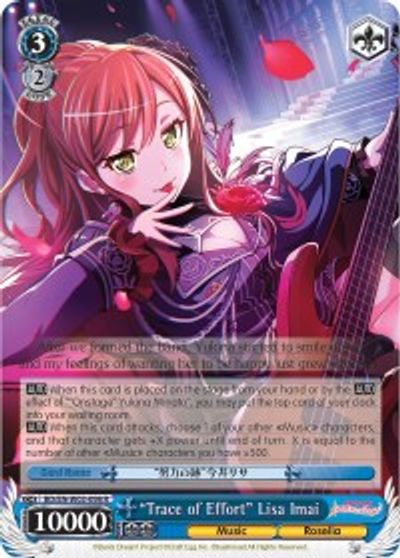 3
2
After we formed the band, Yukina started to smile
and my feelings of wanting her to be happy just grew
【AUTO】 When this card is placed on the stage from your hand or by the
effect of "Onstage" Yukina Minato, you may put the top card of your clock
into your waiting room.
【AUTO】 When this card attacks, choose 1 of your other «Music» characters,
and that character gets +X power until end of turn. X is equal to the
number of other «Music» characters you have ×500.
Card Name
"努力の跡" 今井リサ
10000
"Trace of Effort" Lisa Imai
Music
Roselia